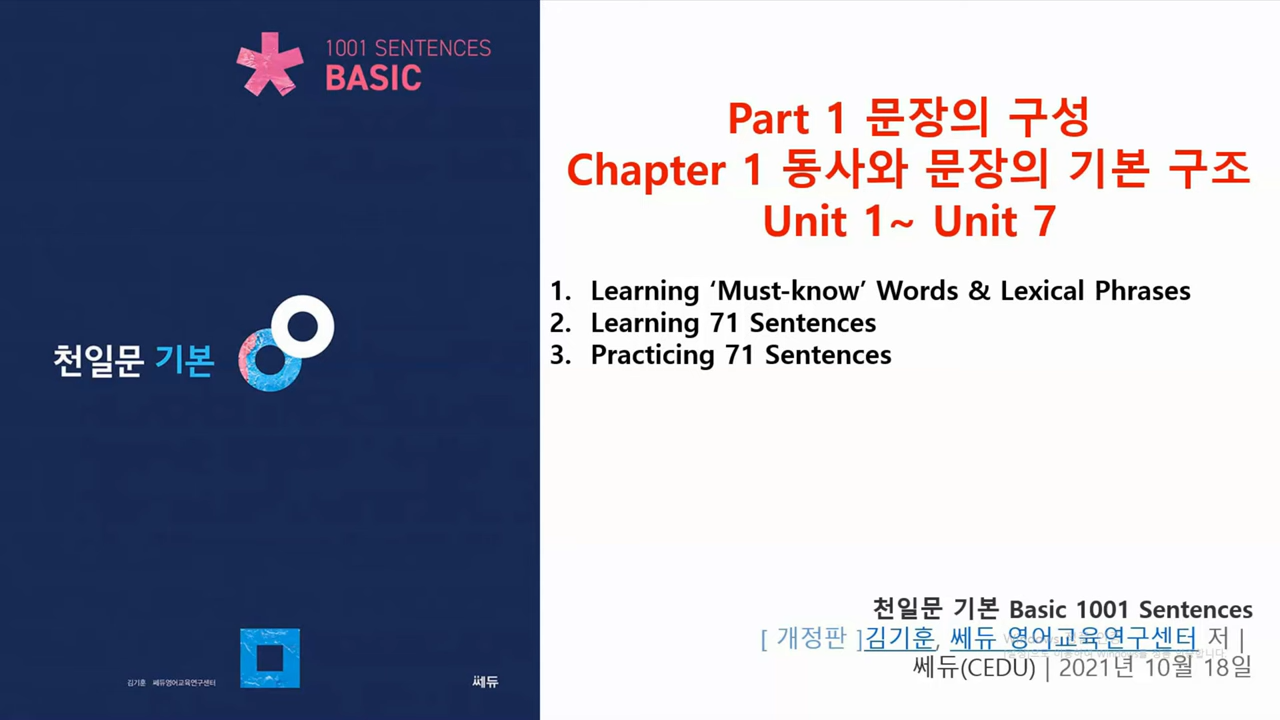 1001 SENTENCES
BASIC
천일문 기본
김기훈 쎄듀영어교육연구센터
쎄듀
Part 1 문장의 구성
Chapter 1 동사와 문장의 기본 구조
Unit 1~ Unit 7
1. Learning ‘Must-know’ Words & Lexical Phrases
2. Learning 71 Sentences
3. Practicing 71 Sentences
천일문 기본 Basic 1001 Sentences
[ 개정판 ]김기훈, 쎄듀 영어교육연구센터 저 |
쎄듀(CEDU) | 2021년 10월 18일